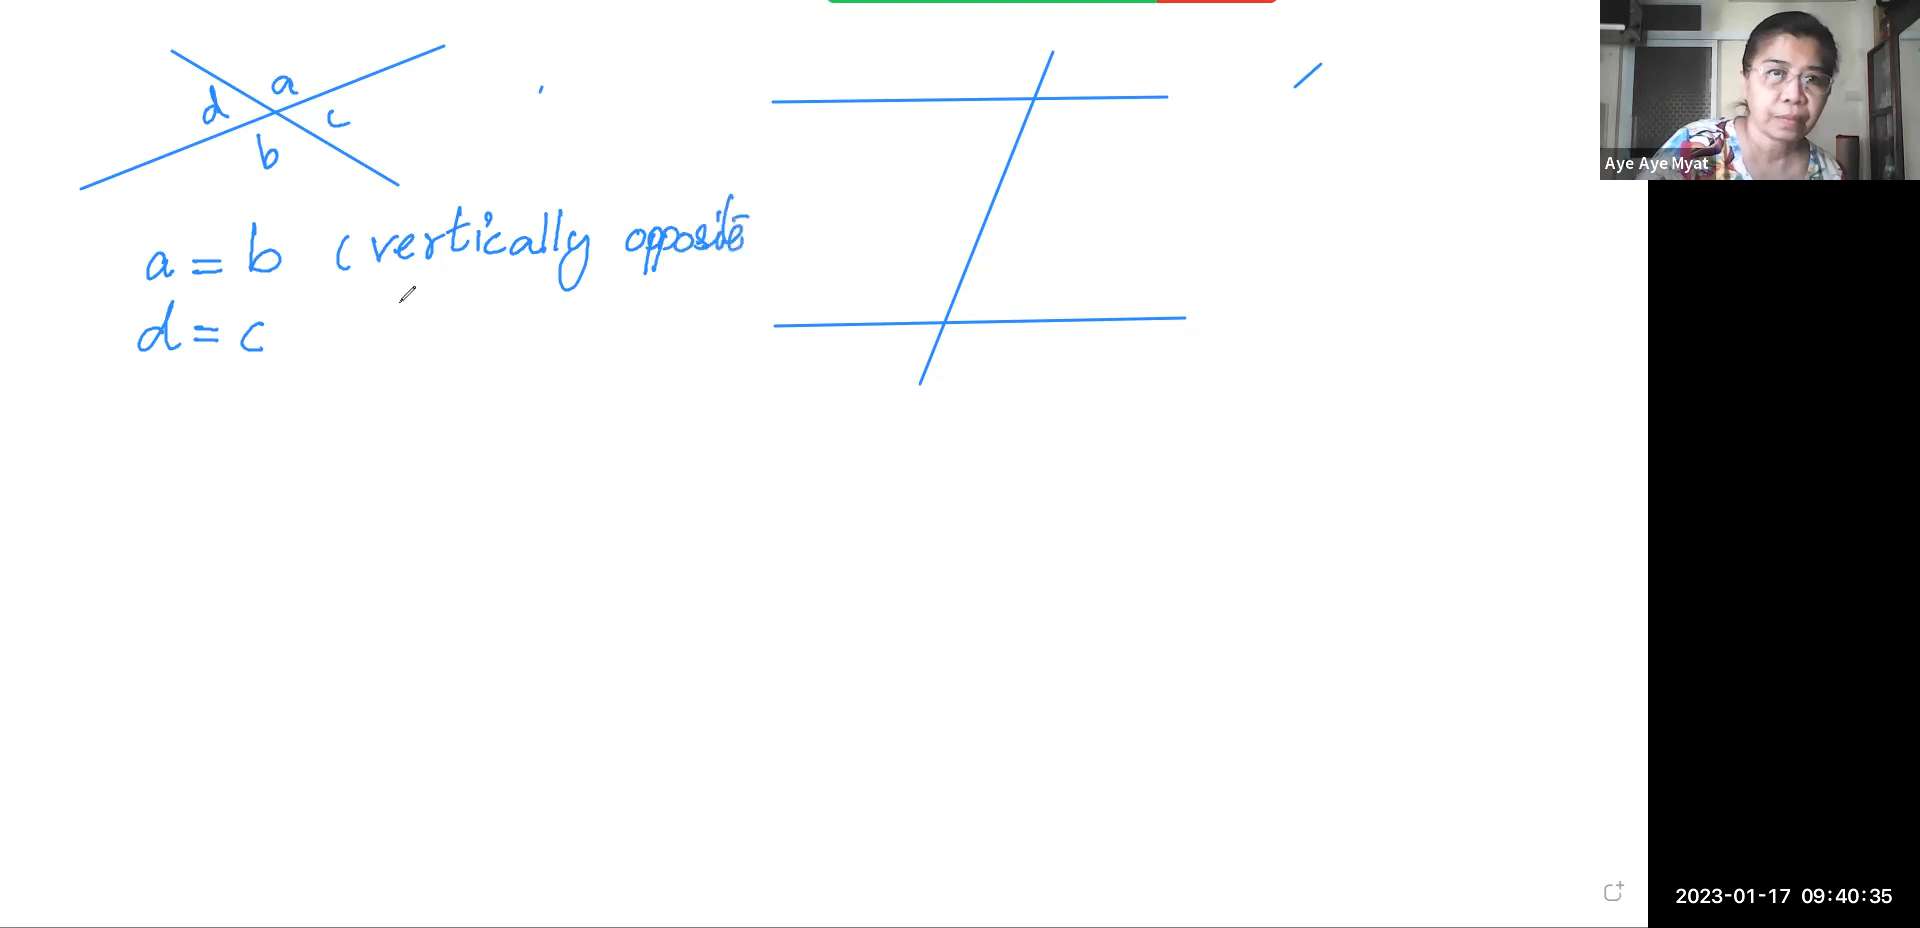 a
d
c
b
a = b (vertically opposite
d = c
Aye Aye Myat
2023-01-17 09:40:35